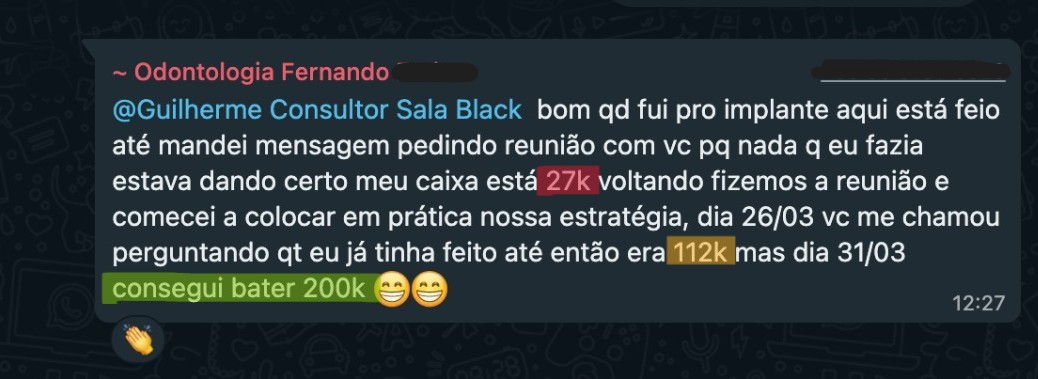 ~ Odontologia Fernando
@Guilherme Consultor Sala Black bom qd fui pro implante aqui está feio
até mandei mensagem pedindo reunião com vc pq nada q eu fazia
estava dando certo meu caixa está 27k voltando fizemos a reunião e
comecei a colocar em prática nossa estratégia, dia 26/03 vc me chamou
perguntando qt eu já tinha feito até então era 112k mas dia 31/03
consegui bater 200k 😁😁
12:27